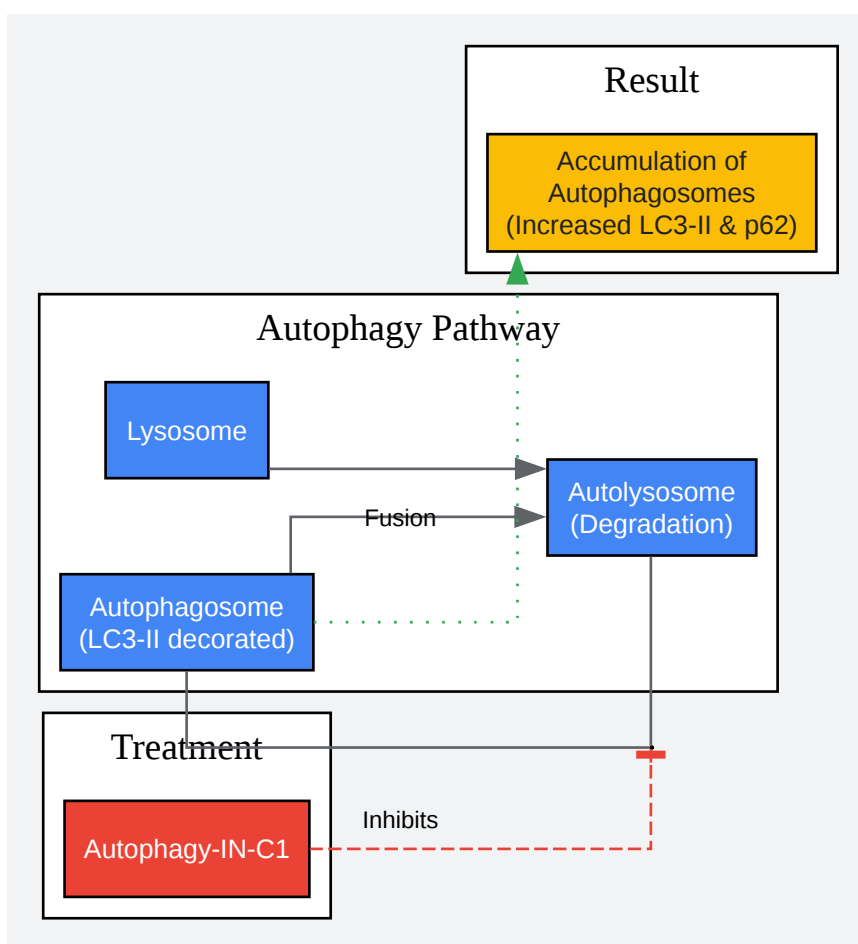 Result
Accumulation of
Autophagosomes
(Increased LC3-II & p62)
Autophagy Pathway
Lysosome
Autolysosome
(Degradation)
Fusion
Autophagosome
(LC3-II decorated)
Treatment
Inhibits
Autophagy-IN-C1